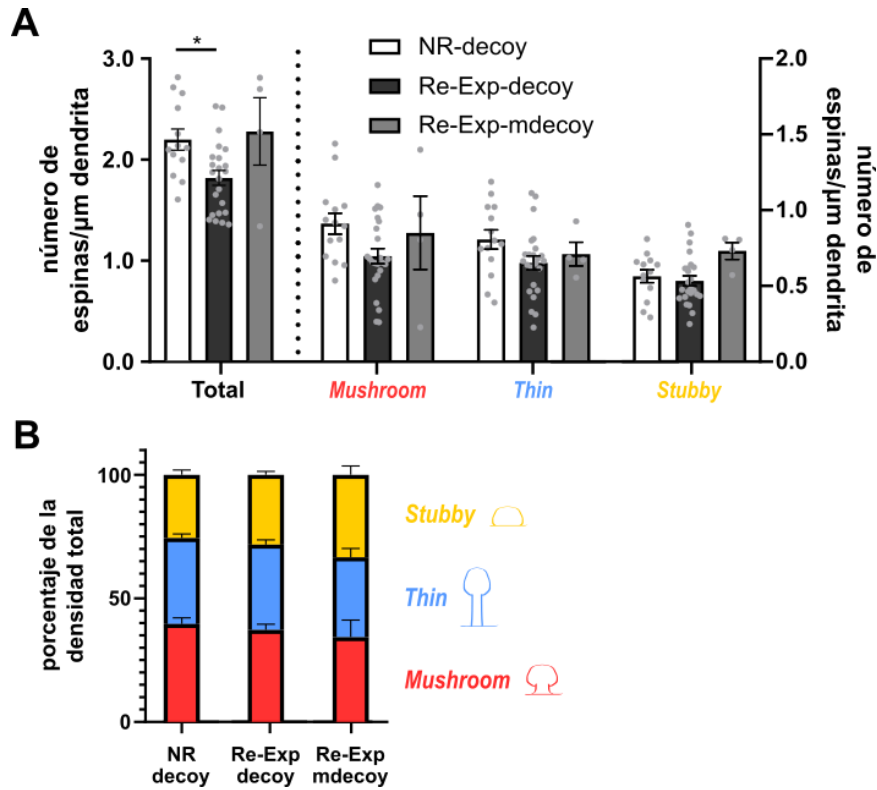 A
*
NR-decoy
Re-Exp-decoy
Re-Exp-mdecoy
número de
espinas/µm dendrita
3.0
2.0
1.0
0.0
2.0
1.5
1.0
0.5
0.0
número de
espinas/µm dendrita
Total
Mushroom
Thin
Stubby
B
porcentaje de la
densidad total
100
50
0
Stubby
Thin
Mushroom
NR
decoy
Re-Exp
decoy
Re-Exp
mdecoy